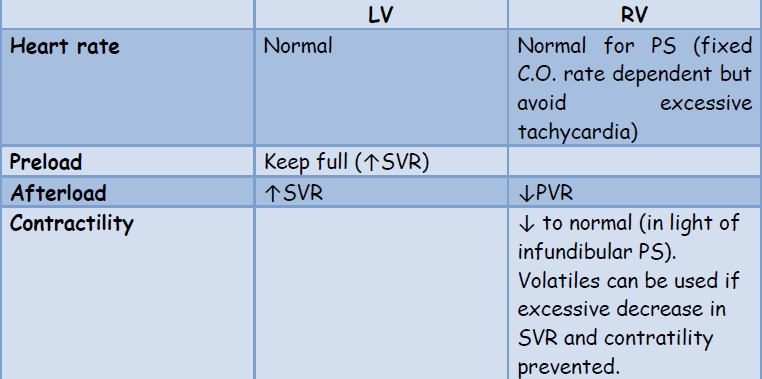 LV RV
Heart rate Normal Normal for PS (fixed
C.O. rate dependent but
avoid excessive
tachycardia)
Preload Keep full (↑SVR)
Afterload ↑SVR ↓PVR
Contractility ↓ to normal (in light of
infundibular PS).
Volatiles can be used if
excessive decrease in
SVR and contratility
prevented.